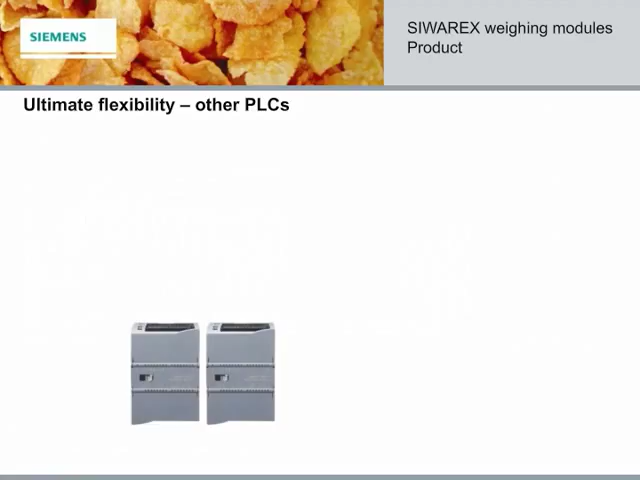 SIEMENS
SIWAREX weighing modules
Product
Ultimate flexibility – other PLCs